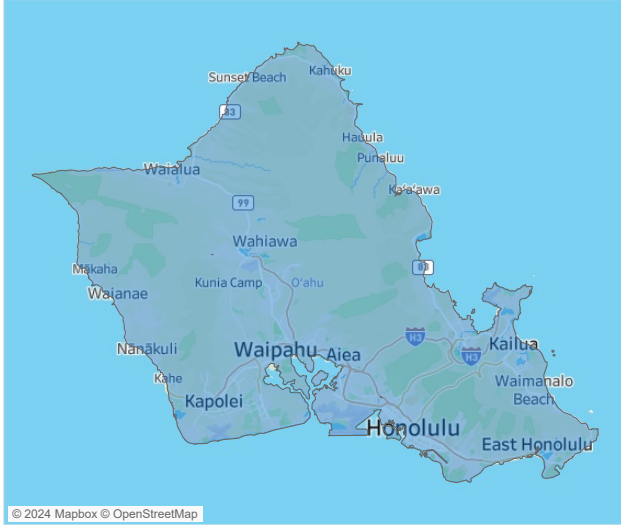 Kahuku
Sunset Beach
83
Hauula
Punaluu
Waialua
Ka‘a‘awa
99
Wahiawa
Mākaha
83
Kunia Camp
O‘ahu
Waianae
H3
Kailua
Nānākuli
Waipahu
Aiea
H3
Kahe
Waimanalo
Beach
Kapolei
Honolulu
East Honolulu
© 2024 Mapbox © OpenStreetMap